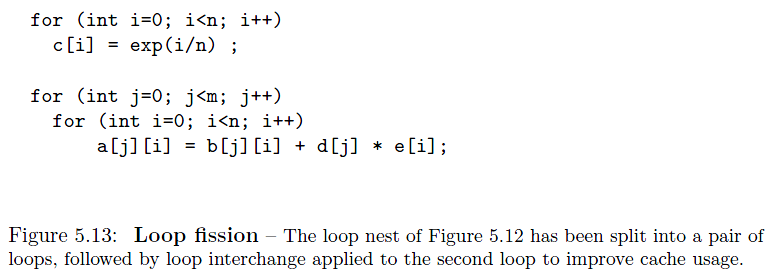 for (int i=0; i<n; i++)
c[i] = exp(i/n) ;
for (int j=0; j<m; j++)
for (int i=0; i<n; i++)
a[j][i] = b[j][i] + d[j] * e[i];
Figure 5.13: Loop fission – The loop nest of Figure 5.12 has been split into a pair of
loops, followed by loop interchange applied to the second loop to improve cache usage.